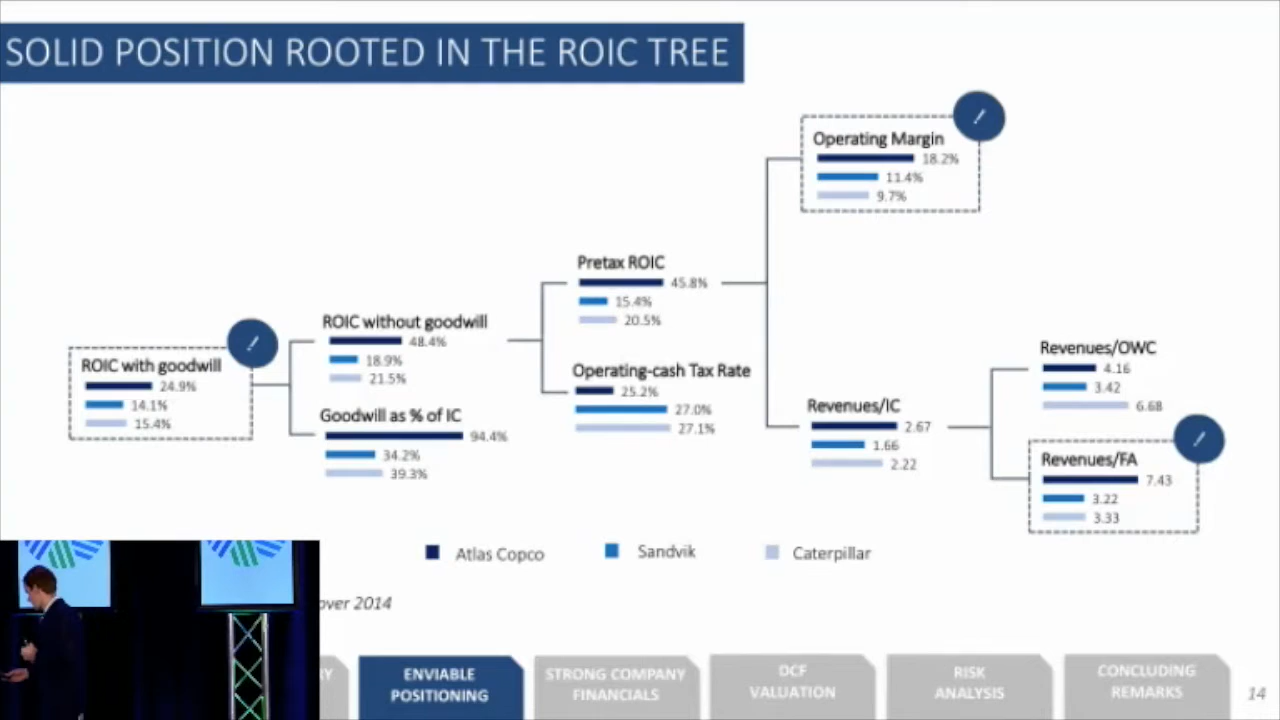 SOLID POSITION ROOTED IN THE ROIC TREE
Operating Margin
18.2%
11.4%
9.7%
Pretax ROIC
45.8%
15.4%
20.5%
ROIC without goodwill
48.4%
18.9%
21.5%
ROIC with goodwill
24.9%
14.1%
15.4%
Operating-cash Tax Rate
25.2%
27.0%
27.1%
Goodwill as % of IC
94.4%
34.2%
39.3%
Revenues/IC
2.67
1.66
2.22
Revenues/OWC
4.16
3.42
6.68
Revenues/FA
7.43
3.22
3.33
Atlas Copco
Sandvik
Caterpillar
over 2014
RY
ENVIABLE
POSITIONING
STRONG COMPANY
FINANCIALS
DCF
VALUATION
RISK
ANALYSIS
CONCLUDING
REMARKS
14